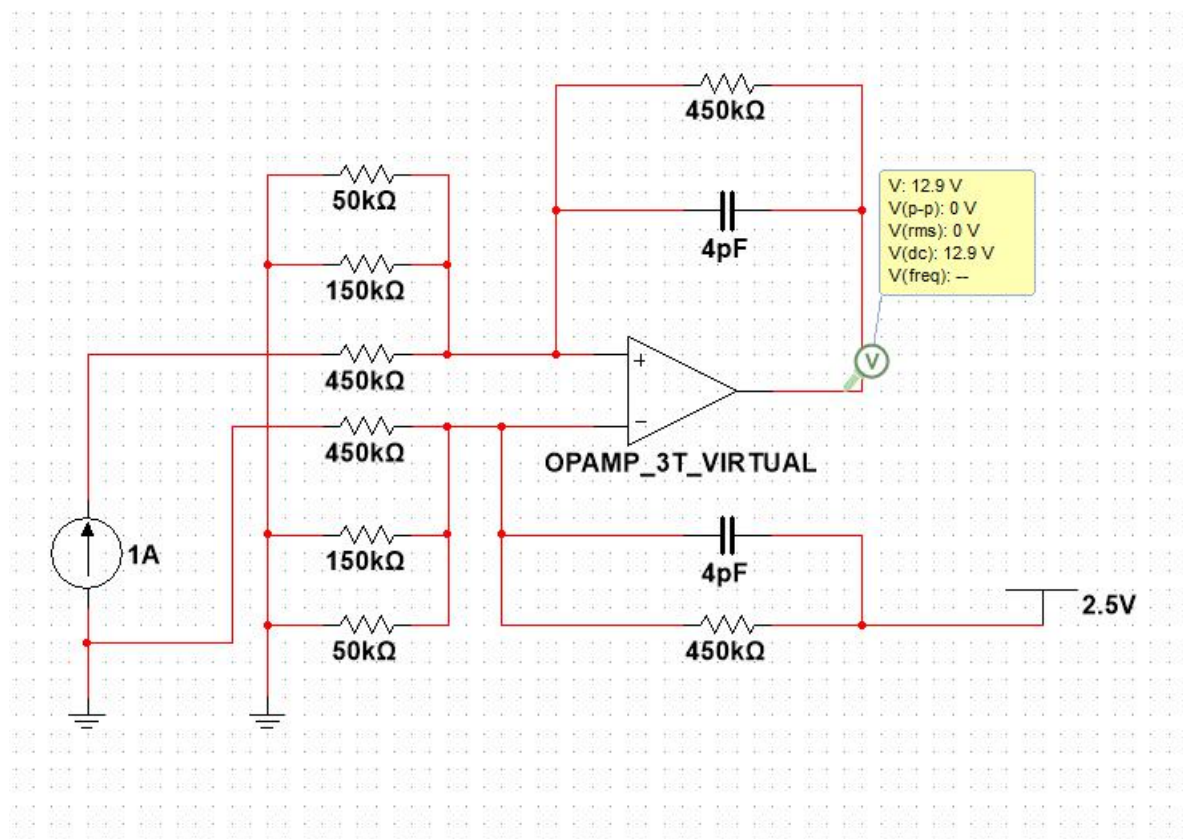 450kΩ
50kΩ
4pF
V: 12.9 V
V(p-p): 0 V
V(rms): 0 V
V(dc): 12.9 V
V(freq): --
150kΩ
450kΩ
+
V
450kΩ
−
OPAMP_3T_VIRTUAL
1A
150kΩ
4pF
2.5V
50kΩ
450kΩ